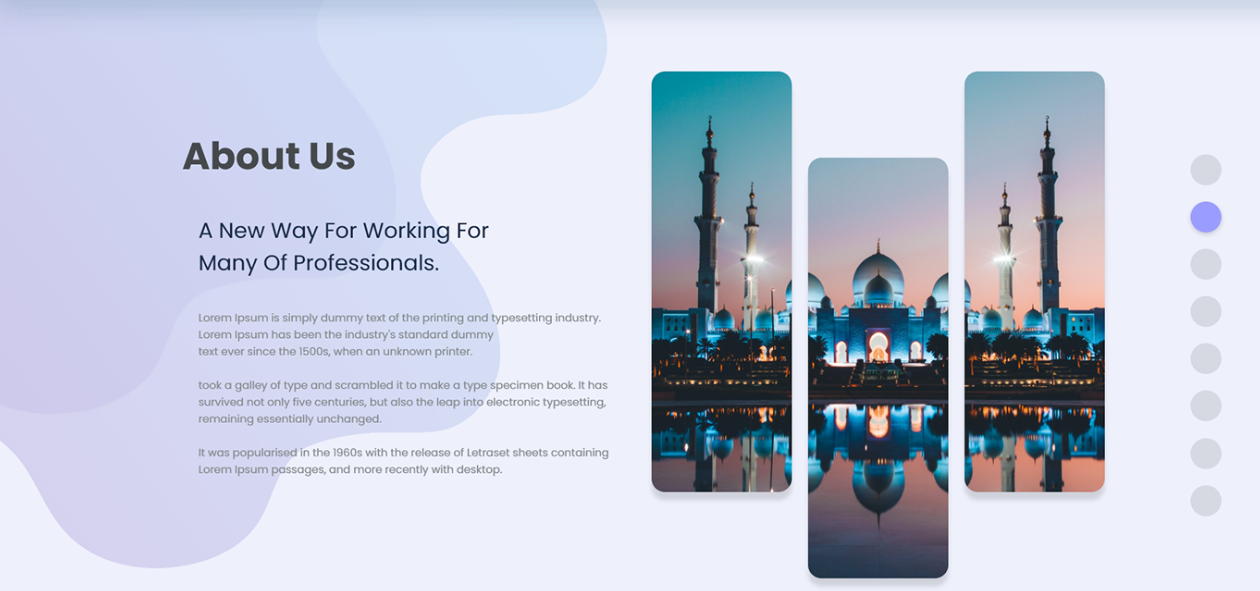 About Us
A New Way For Working For
Many Of Professionals.
Lorem Ipsum is simply dummy text of the printing and typesetting industry.
Lorem Ipsum has been the industry's standard dummy
text ever since the 1500s, when an unknown printer.
took a galley of type and scrambled it to make a type specimen book. It has
survived not only five centuries, but also the leap into electronic typesetting,
remaining essentially unchanged.
It was popularised in the 1960s with the release of Letraset sheets containing
Lorem Ipsum passages, and more recently with desktop.